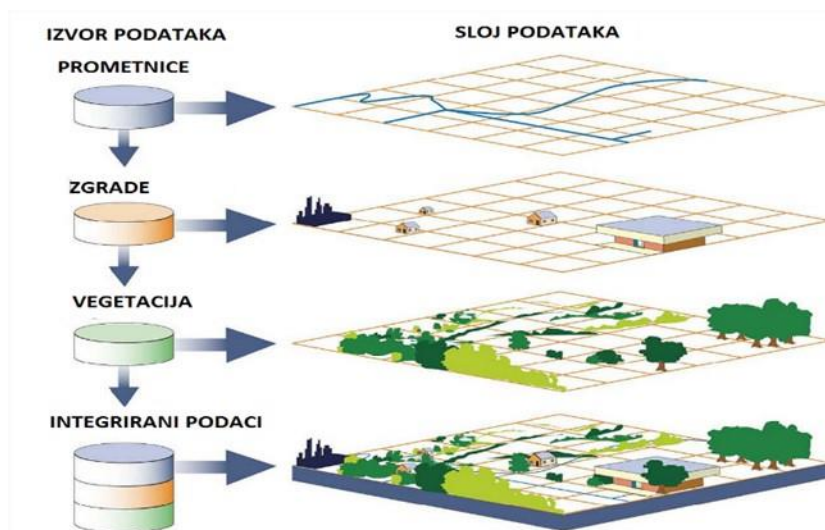 IZVOR PODATAKA
SLOJ PODATAKA
PROMETNICE
ZGRADE
VEGETACIJA
INTEGRIRANI PODACI